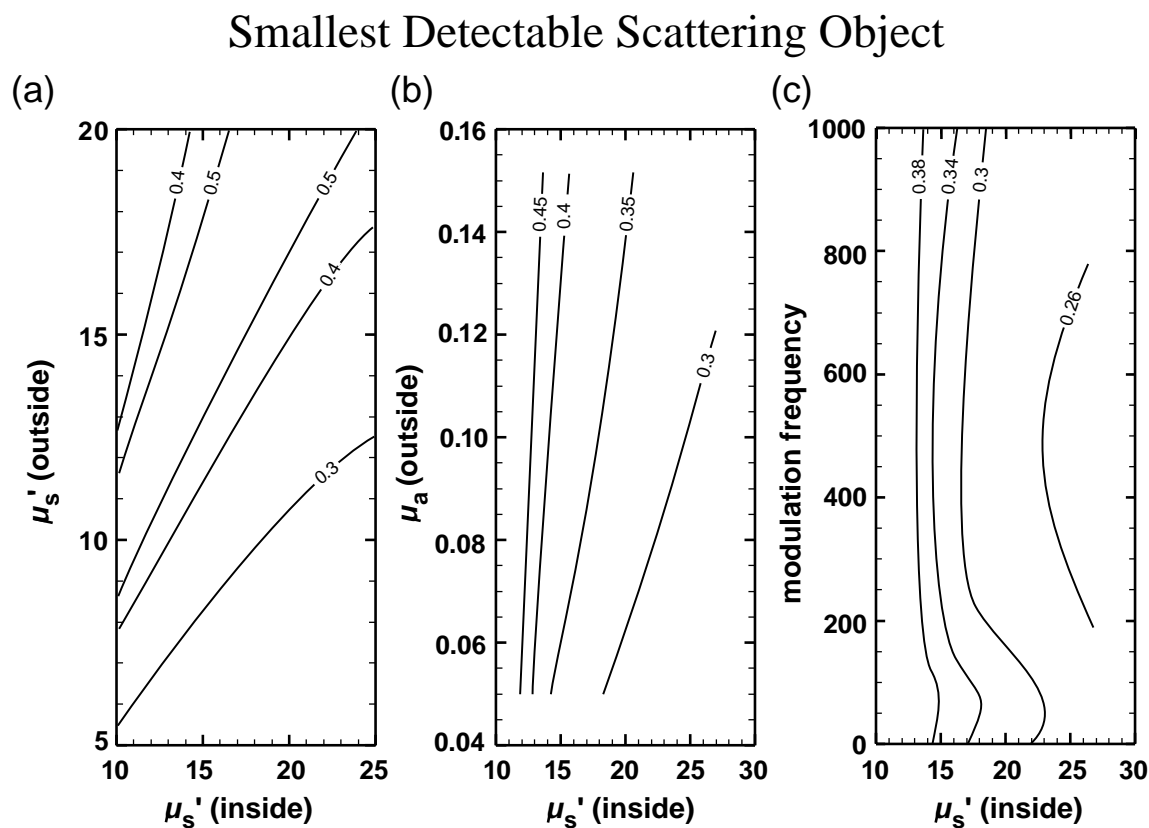 Smallest Detectable Scattering Object
(a)
20
15
10
5
10 15 20 25
μs' (outside)
μs' (inside)
0.4
0.5
0.5
0.4
0.3
(b)
0.16
0.14
0.12
0.10
0.08
0.06
0.04
10 15 20 25 30
μa (outside)
μs' (inside)
0.45
0.4
0.35
0.3
(c)
1000
800
600
400
200
0
10 15 20 25 30
modulation frequency
μs' (inside)
0.38
0.34
0.3
0.26